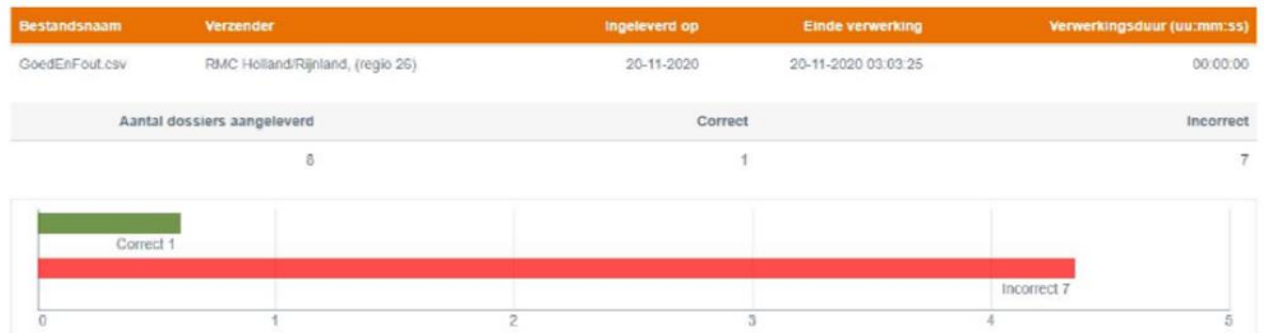 Bestandsnaam Verzender Ingeleverd op Einde verwerking Verwerkingsduur (uu:mm:ss)
GoedEnFout.csv RMC Holland/Rijnland, (regio 26) 20-11-2020 20-11-2020 03:03:25 00:00:00
Aantal dossiers aangeleverd Correct Incorrect
8 1 7
Correct 1
Incorrect 7
0 1 2 3 4 5